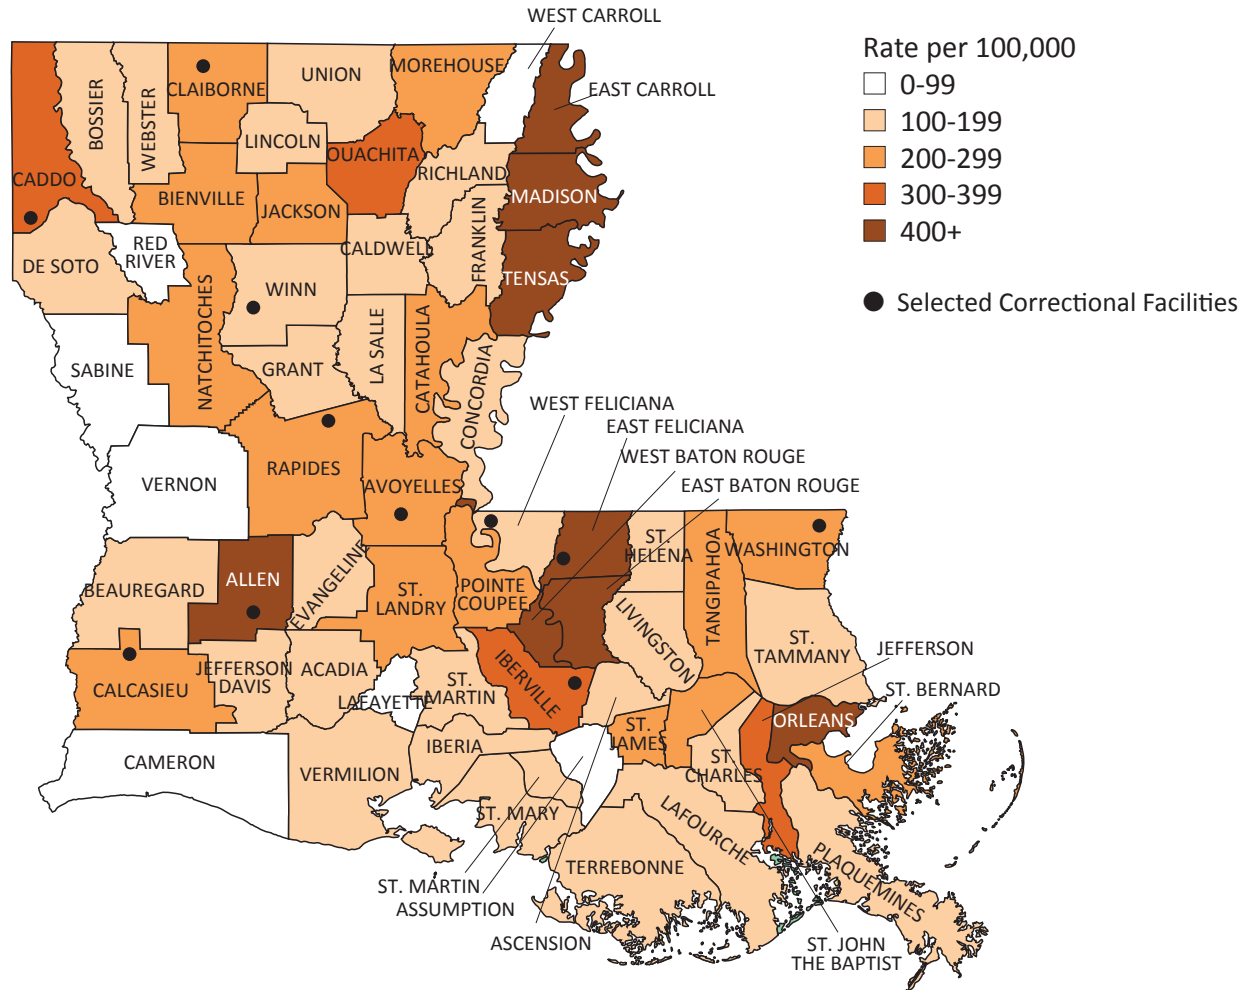 WEST CARROLL
Rate per 100,000
0-99
100-199
200-299
300-399
400+
Selected Correctional Facilities
UNION
MOREHOUSE
CLAIBORNE
EAST CARROLL
BOSSIER
WEBSTER
LINCOLN
OUACHITA
RICHLAND
CADDO
BIENVILLE
JACKSON
MADISON
FRANKLIN
RED
RIVER
CALDWELL
DE SOTO
TENSAS
WINN
NATCHITOCHES
LA SALLE
CATAHOULA
SABINE
GRANT
CONCORDIA
WEST FELICIANA
EAST FELICIANA
WEST BATON ROUGE
EAST BATON ROUGE
RAPIDES
VERNON
AVOYELLES
ST.
HELENA
TANGIPAHOA
WASHINGTON
BEAUREGARD
ALLEN
EVANGELINE
ST.
LANDRY
POINTE
COUPEE
LIVINGSTON
ST.
TAMMANY
JEFFERSON
JEFFERSON
DAVIS
ACADIA
CALCASIEU
LAFAYETTE
ST.
MARTIN
IBERVILLE
ST. BERNARD
ORLEANS
ST.
JAMES
IBERIA
CAMERON
VERMILION
ST.
CHARLES
ST. MARY
LAFOURCHE
TERREBONNE
PLAQUEMINES
ST. MARTIN
ASSUMPTION
ASCENSION
ST. JOHN
THE BAPTIST